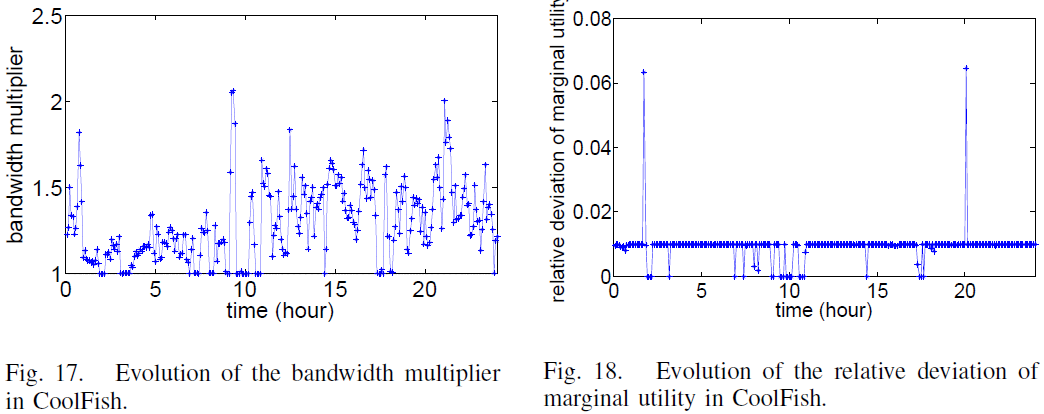 2.5
2
1.5
1
bandwidth multiplier
0 5 10 15 20
time (hour)
Fig. 17. Evolution of the bandwidth multiplier
in CoolFish.
0.08
0.06
0.04
0.02
0
relative deviation of marginal utility
0 5 10 15 20
time (hour)
Fig. 18. Evolution of the relative deviation of
marginal utility in CoolFish.